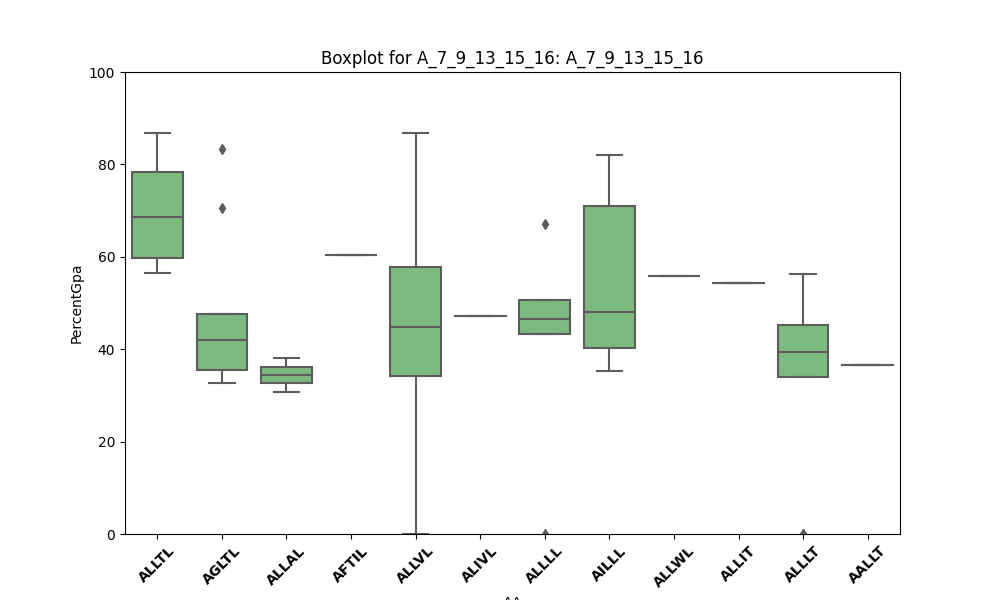 Boxplot for A_7_9_13_15_16: A_7_9_13_15_16
100
80
60
40
20
0
PercentGpa
ALLTL
AGLTL
ALLAL
AFTIL
ALLVL
ALIVL
ALLLL
AILLL
ALLWL
ALLIT
ALLLT
AALLT